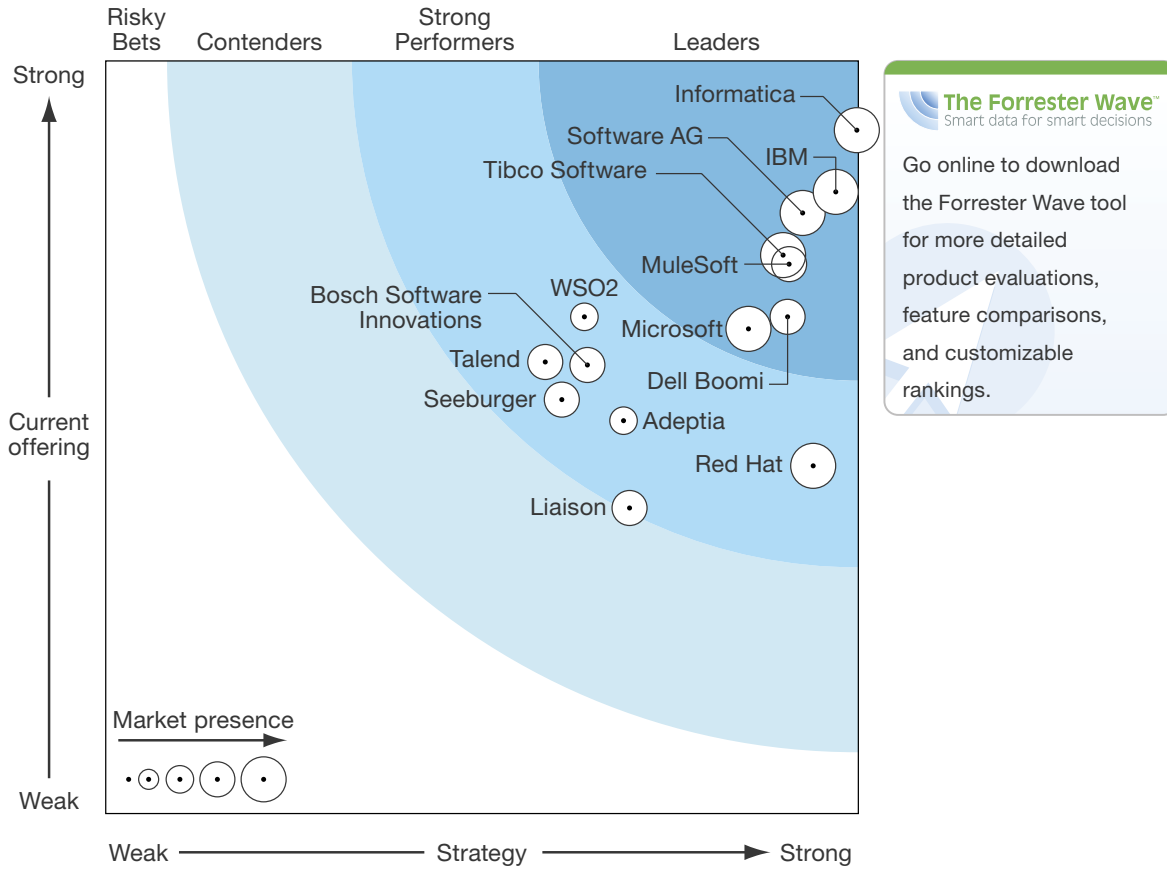 Risky
Bets
Contenders
Strong
Performers
Leaders
Strong
Current
offering
Weak
Informatica
Software AG
IBM
Tibco Software
MuleSoft
WSO2
Bosch Software
Innovations
Microsoft
Talend
Dell Boomi
Seeburger
Adeptia
Red Hat
Liaison
Market presence
Weak
Strategy
Strong
The Forrester Wave™
Smart data for smart decisions
Go online to download
the Forrester Wave tool
for more detailed
product evaluations,
feature comparisons,
and customizable
rankings.